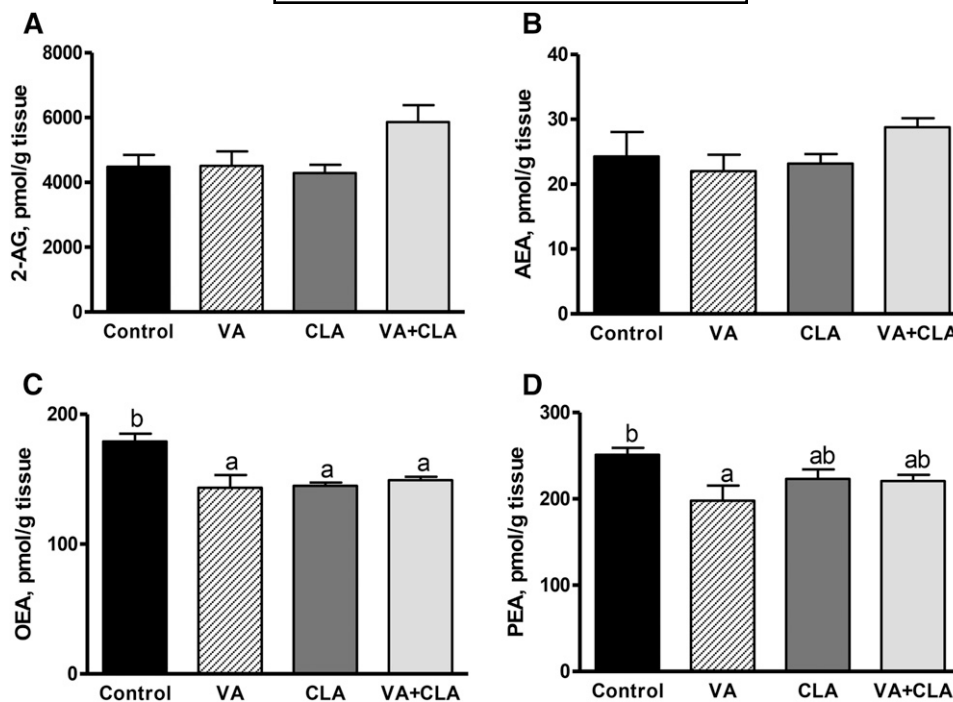 A
2-AG, pmol/g tissue
8000
6000
4000
2000
0
Control VA CLA VA+CLA
B
AEA, pmol/g tissue
40
30
20
10
0
Control VA CLA VA+CLA
C
OEA, pmol/g tissue
200
100
0
b a a a
Control VA CLA VA+CLA
D
PEA, pmol/g tissue
300
200
100
0
b a ab ab
Control VA CLA VA+CLA